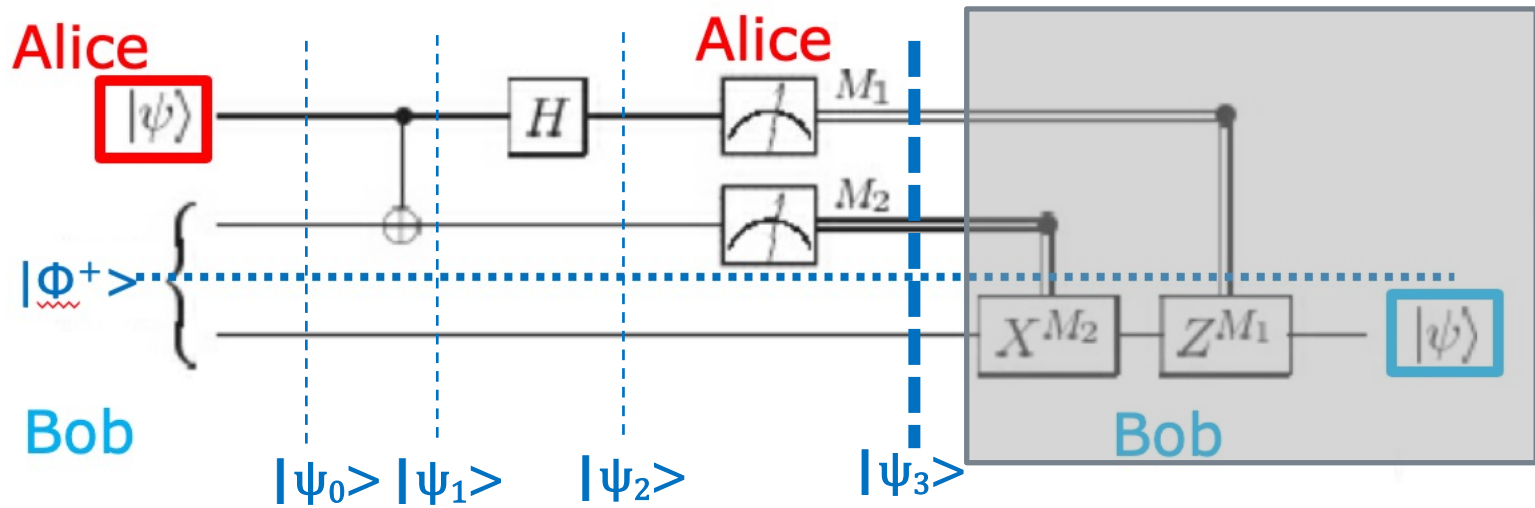 Alice
Alice
|ψ⟩
H
M₁
M₂
|Φ⁺>
X^{M₂}
Z^{M₁}
|ψ⟩
Bob
Bob
|ψ₀> |ψ₁> |ψ₂> |ψ₃>